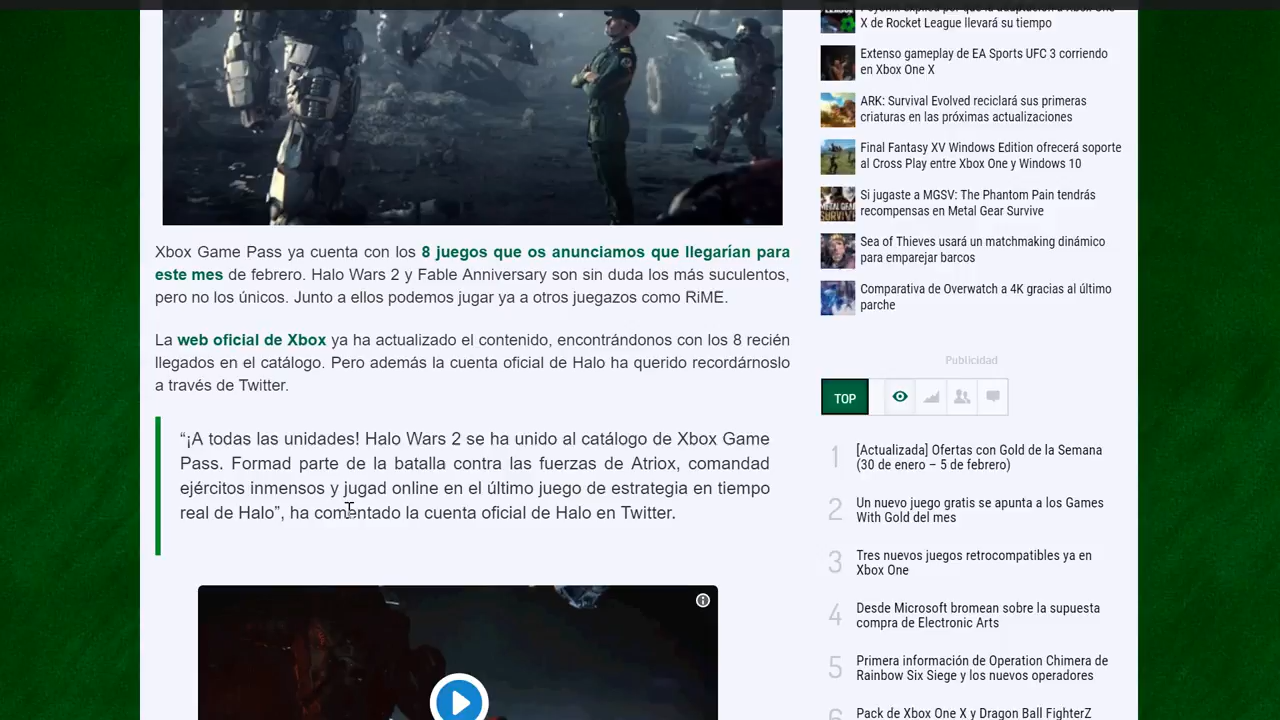 Xbox Game Pass ya cuenta con los 8 juegos que os anunciamos que llegarían para
este mes de febrero. Halo Wars 2 y Fable Anniversary son sin duda los más suculentos,
pero no los únicos. Junto a ellos podemos jugar ya a otros juegazos como RiME.
La web oficial de Xbox ya ha actualizado el contenido, encontrándonos con los 8 recién
llegados en el catálogo. Pero además la cuenta oficial de Halo ha querido recordárnoslo
a través de Twitter.
“¡A todas las unidades! Halo Wars 2 se ha unido al catálogo de Xbox Game
Pass. Formad parte de la batalla contra las fuerzas de Atriox, comandad
ejércitos inmensos y jugad online en el último juego de estrategia en tiempo
real de Halo”, ha comentado la cuenta oficial de Halo en Twitter.
X de Rocket League llevará su tiempo
Extenso gameplay de EA Sports UFC 3 corriendo
en Xbox One X
ARK: Survival Evolved reciclará sus primeras
criaturas en las próximas actualizaciones
Final Fantasy XV Windows Edition ofrecerá soporte
al Cross Play entre Xbox One y Windows 10
Si jugaste a MGSV: The Phantom Pain tendrás
recompensas en Metal Gear Survive
Sea of Thieves usará un matchmaking dinámico
para emparejar barcos
Comparativa de Overwatch a 4K gracias al último
parche
Publicidad
TOP
1 [Actualizada] Ofertas con Gold de la Semana
(30 de enero – 5 de febrero)
2 Un nuevo juego gratis se apunta a los Games
With Gold del mes
3 Tres nuevos juegos retrocompatibles ya en
Xbox One
4 Desde Microsoft bromean sobre la supuesta
compra de Electronic Arts
5 Primera información de Operation Chimera de
Rainbow Six Siege y los nuevos operadores
6 Pack de Xbox One X y Dragon Ball FighterZ